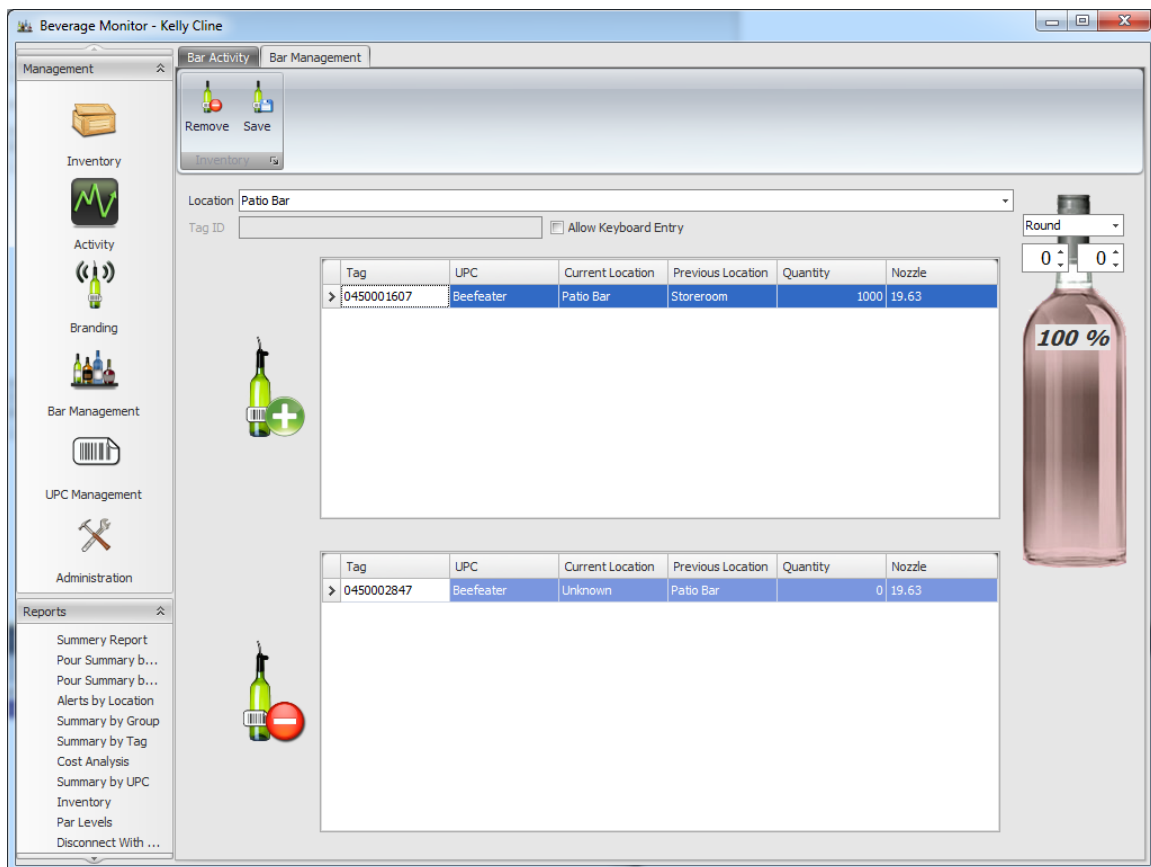 Beverage Monitor - Kelly Cline
Management
Inventory
Activity
Branding
Bar Management
UPC Management
Administration
Reports
Summery Report
Pour Summary b...
Pour Summary b...
Alerts by Location
Summary by Group
Summary by Tag
Cost Analysis
Summary by UPC
Inventory
Par Levels
Disconnect With ...
Bar Activity Bar Management
Remove Save
Inventory
Location Patio Bar
Tag ID Allow Keyboard Entry
Tag UPC Current Location Previous Location Quantity Nozzle
0450001607 Beefeater Patio Bar Storeroom 1000 19.63
Tag UPC Current Location Previous Location Quantity Nozzle
0450002847 Beefeater Unknown Patio Bar 0 19.63
Round
0 0
100 %